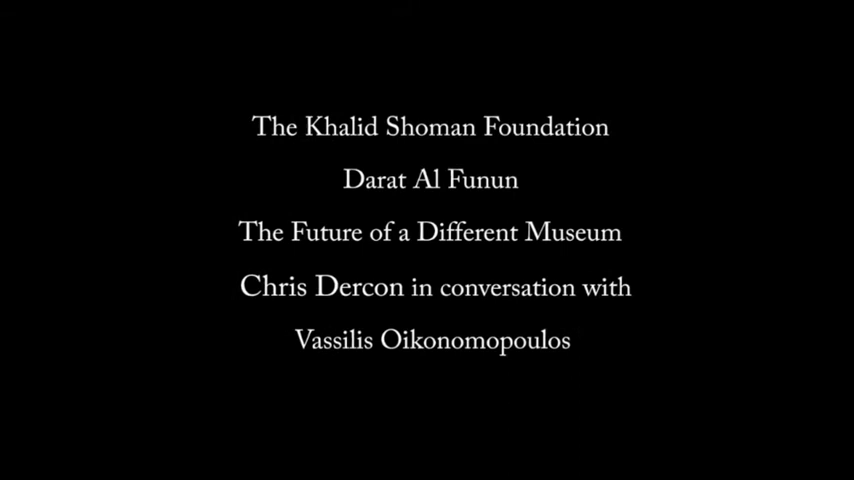 The Khalid Shoman Foundation
Darat Al Funun
The Future of a Different Museum
Chris Dercon in conversation with
Vassilis Oikonomopoulos